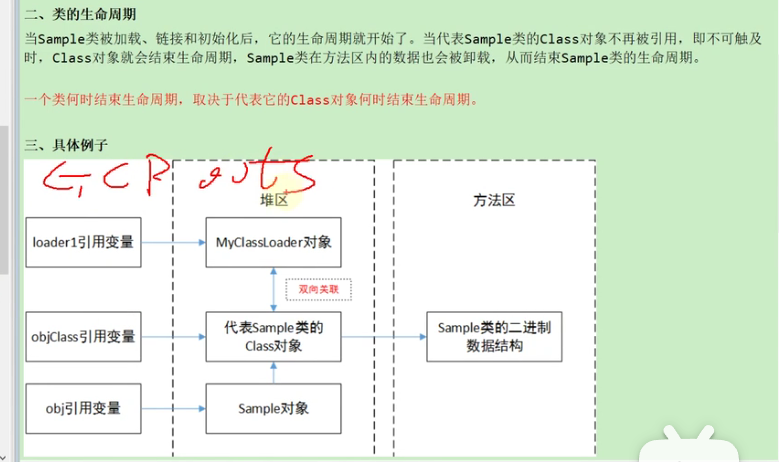 二、类的生命周期
当Sample类被加载、链接和初始化后，它的生命周期就开始了。当代表Sample类的Class对象不再被引用，即不可触及
时，Class对象就会结束生命周期，Sample类在方法区内的数据也会被卸载，从而结束Sample类的生命周期。
一个类何时结束生命周期，取决于代表它的Class对象何时结束生命周期。
三、具体例子
GC Roots
堆区
方法区
loader1引用变量
MyClassLoader对象
双向关联
objClass引用变量
代表Sample类的
Class对象
Sample类的二进制
数据结构
obj引用变量
Sample对象